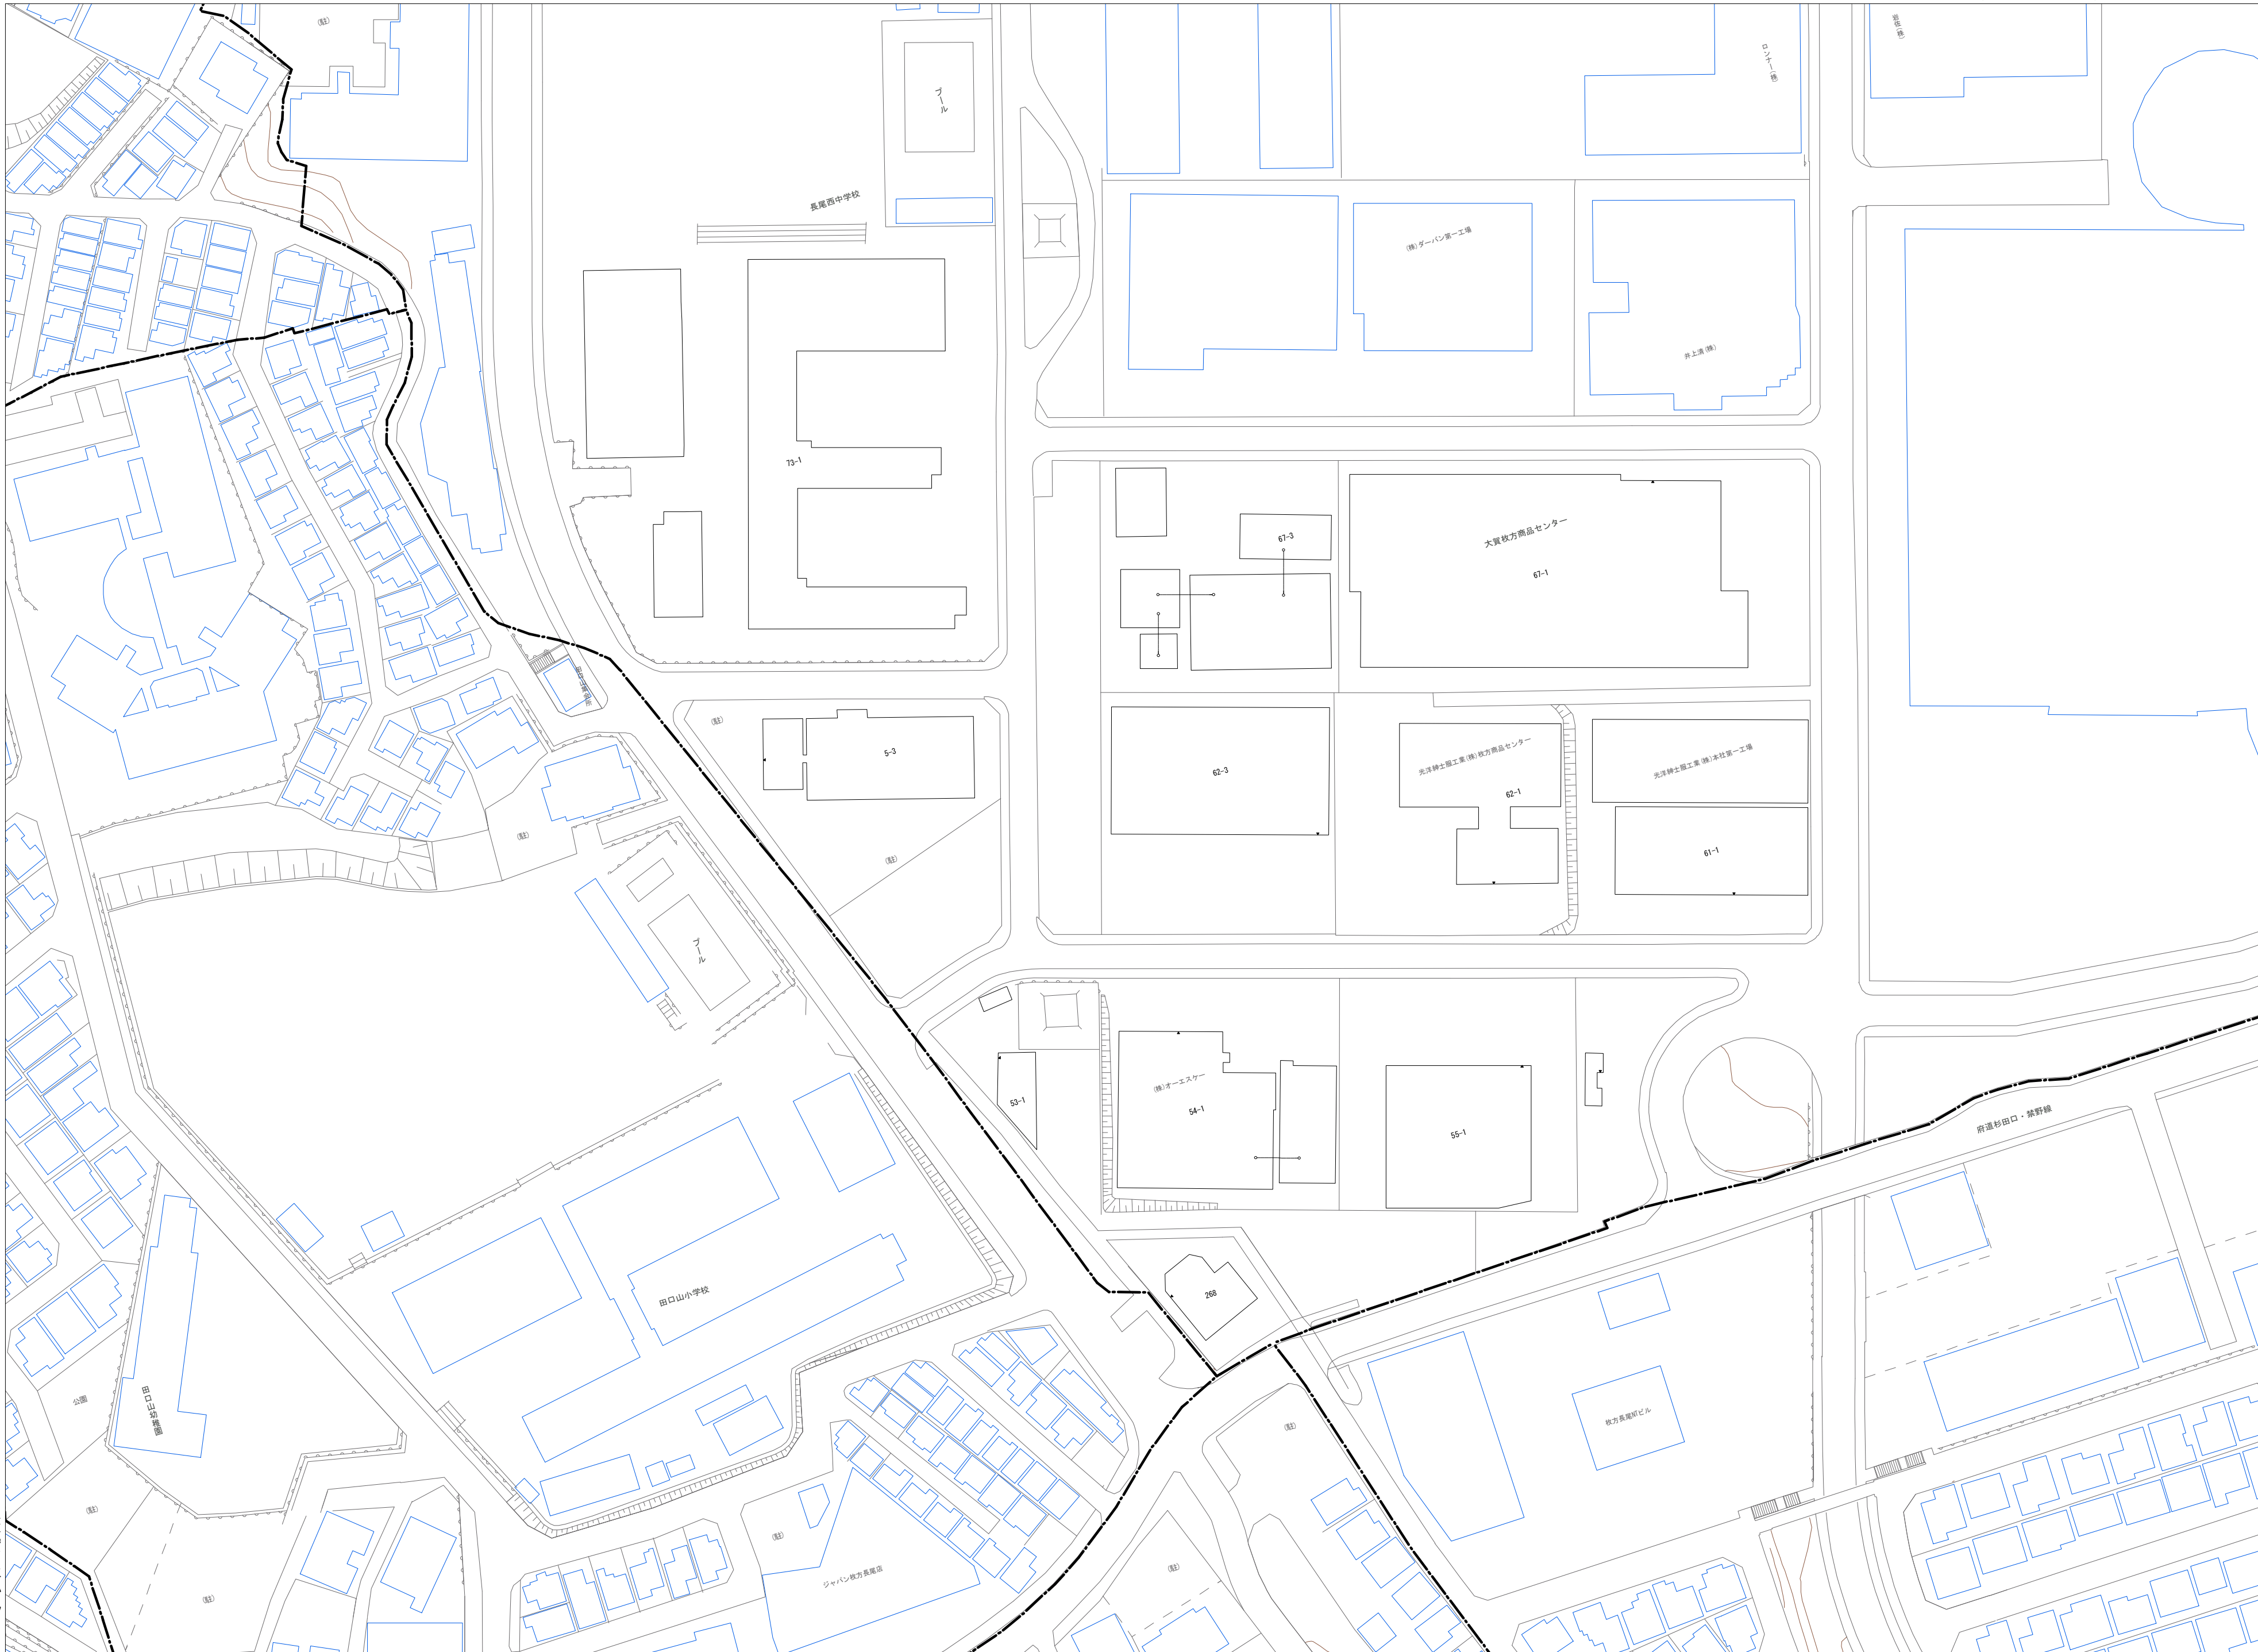 (駐)
プール
ロンナー(株)
長尾西中学校
(株)ダーバン第一工場
井上清(株)
73-1
67-3
大賀枚方商品センター
67-1
(駐)
5-3
62-3
光洋紳士服工業(株)枚方商品センター
62-1
光洋紳士服工業(株)本社第一工場
61-1
(駐)
(駐)
プール
53-1
(株)オーエスケー
54-1
55-1
府道杉田口・禁野線
268
田口山小学校
公園
田口山幼稚園
枚方長尾町ビル
(駐)
(駐)
(駐)
(駐)
(駐)
ジャパン枚方長尾店